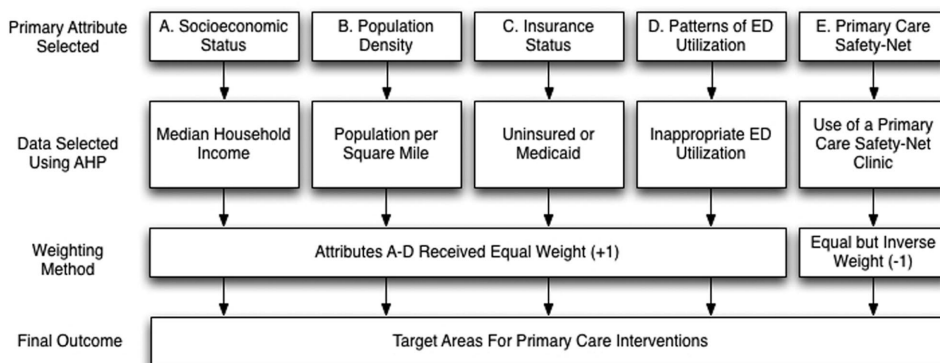 Primary Attribute
Selected
A. Socioeconomic
Status
B. Population
Density
C. Insurance
Status
D. Patterns of ED
Utilization
E. Primary Care
Safety-Net
Data Selected
Using AHP
Median Household
Income
Population per
Square Mile
Uninsured or
Medicaid
Inappropriate ED
Utilization
Use of a Primary
Care Safety-Net
Clinic
Weighting
Method
Attributes A-D Received Equal Weight (+1)
Equal but Inverse
Weight (-1)
Final Outcome
Target Areas For Primary Care Interventions